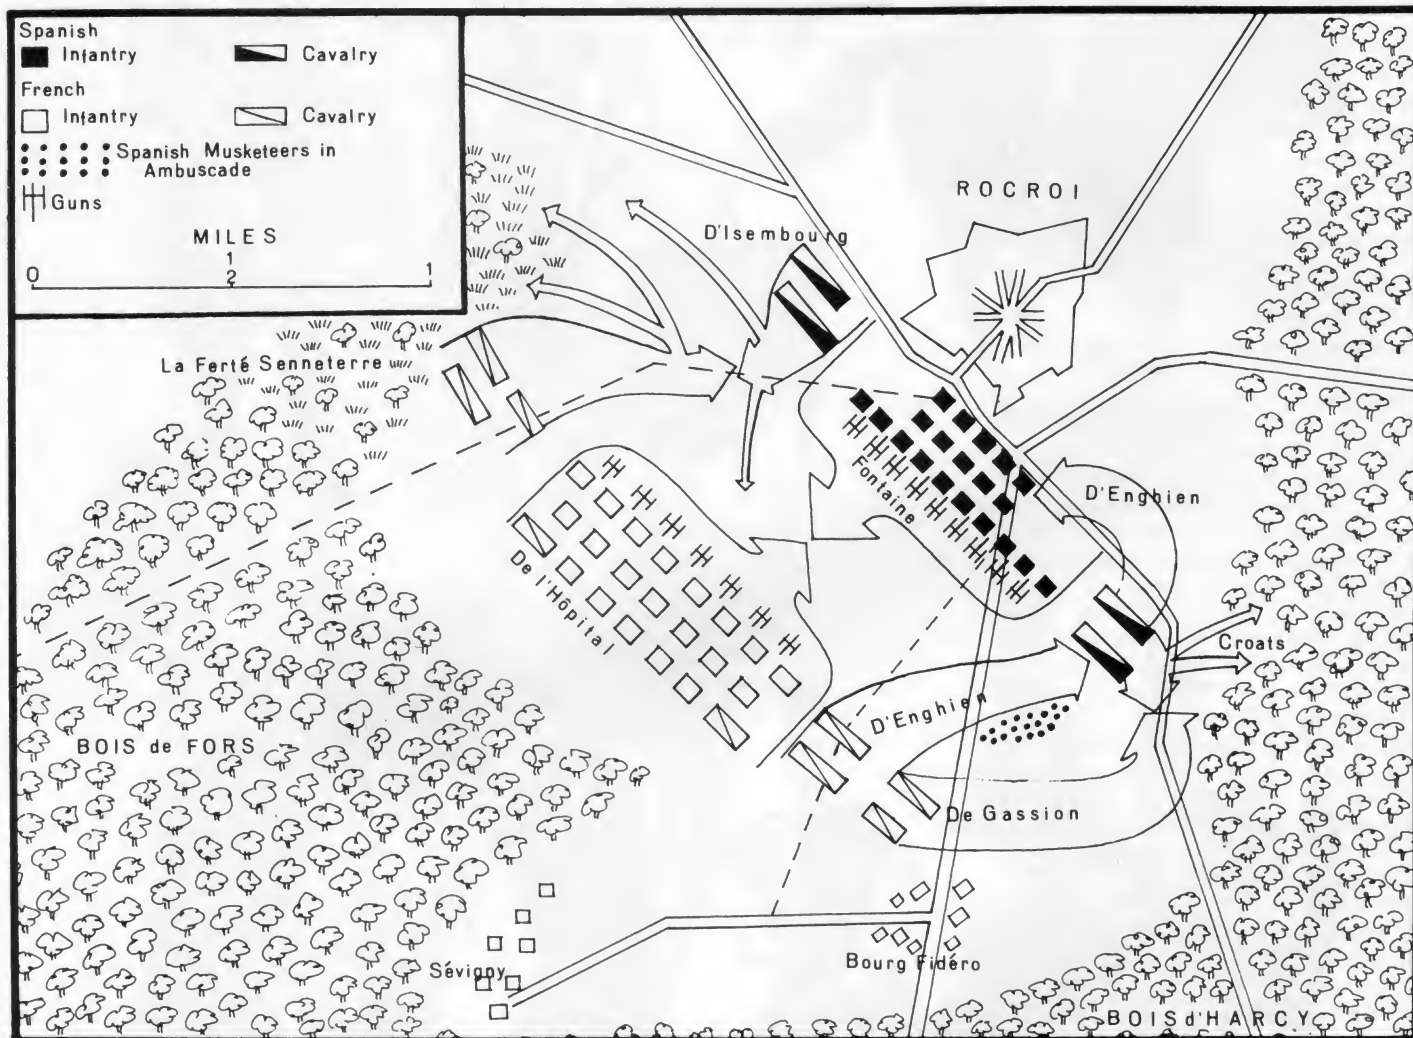 Spanish
Infantry Cavalry
French
Infantry Cavalry
Spanish Musketeers in
Ambuscade
Guns
MILES
0 1/2 1
ROCROI
D'Isembourg
La Ferté Senneterre
Fontaine
D'Enghien
De l'Hôpital
Croats
D'Enghien
BOIS de FORS
De Gassion
Sévigny
Bourg Fidéro
BOIS d'HARCY